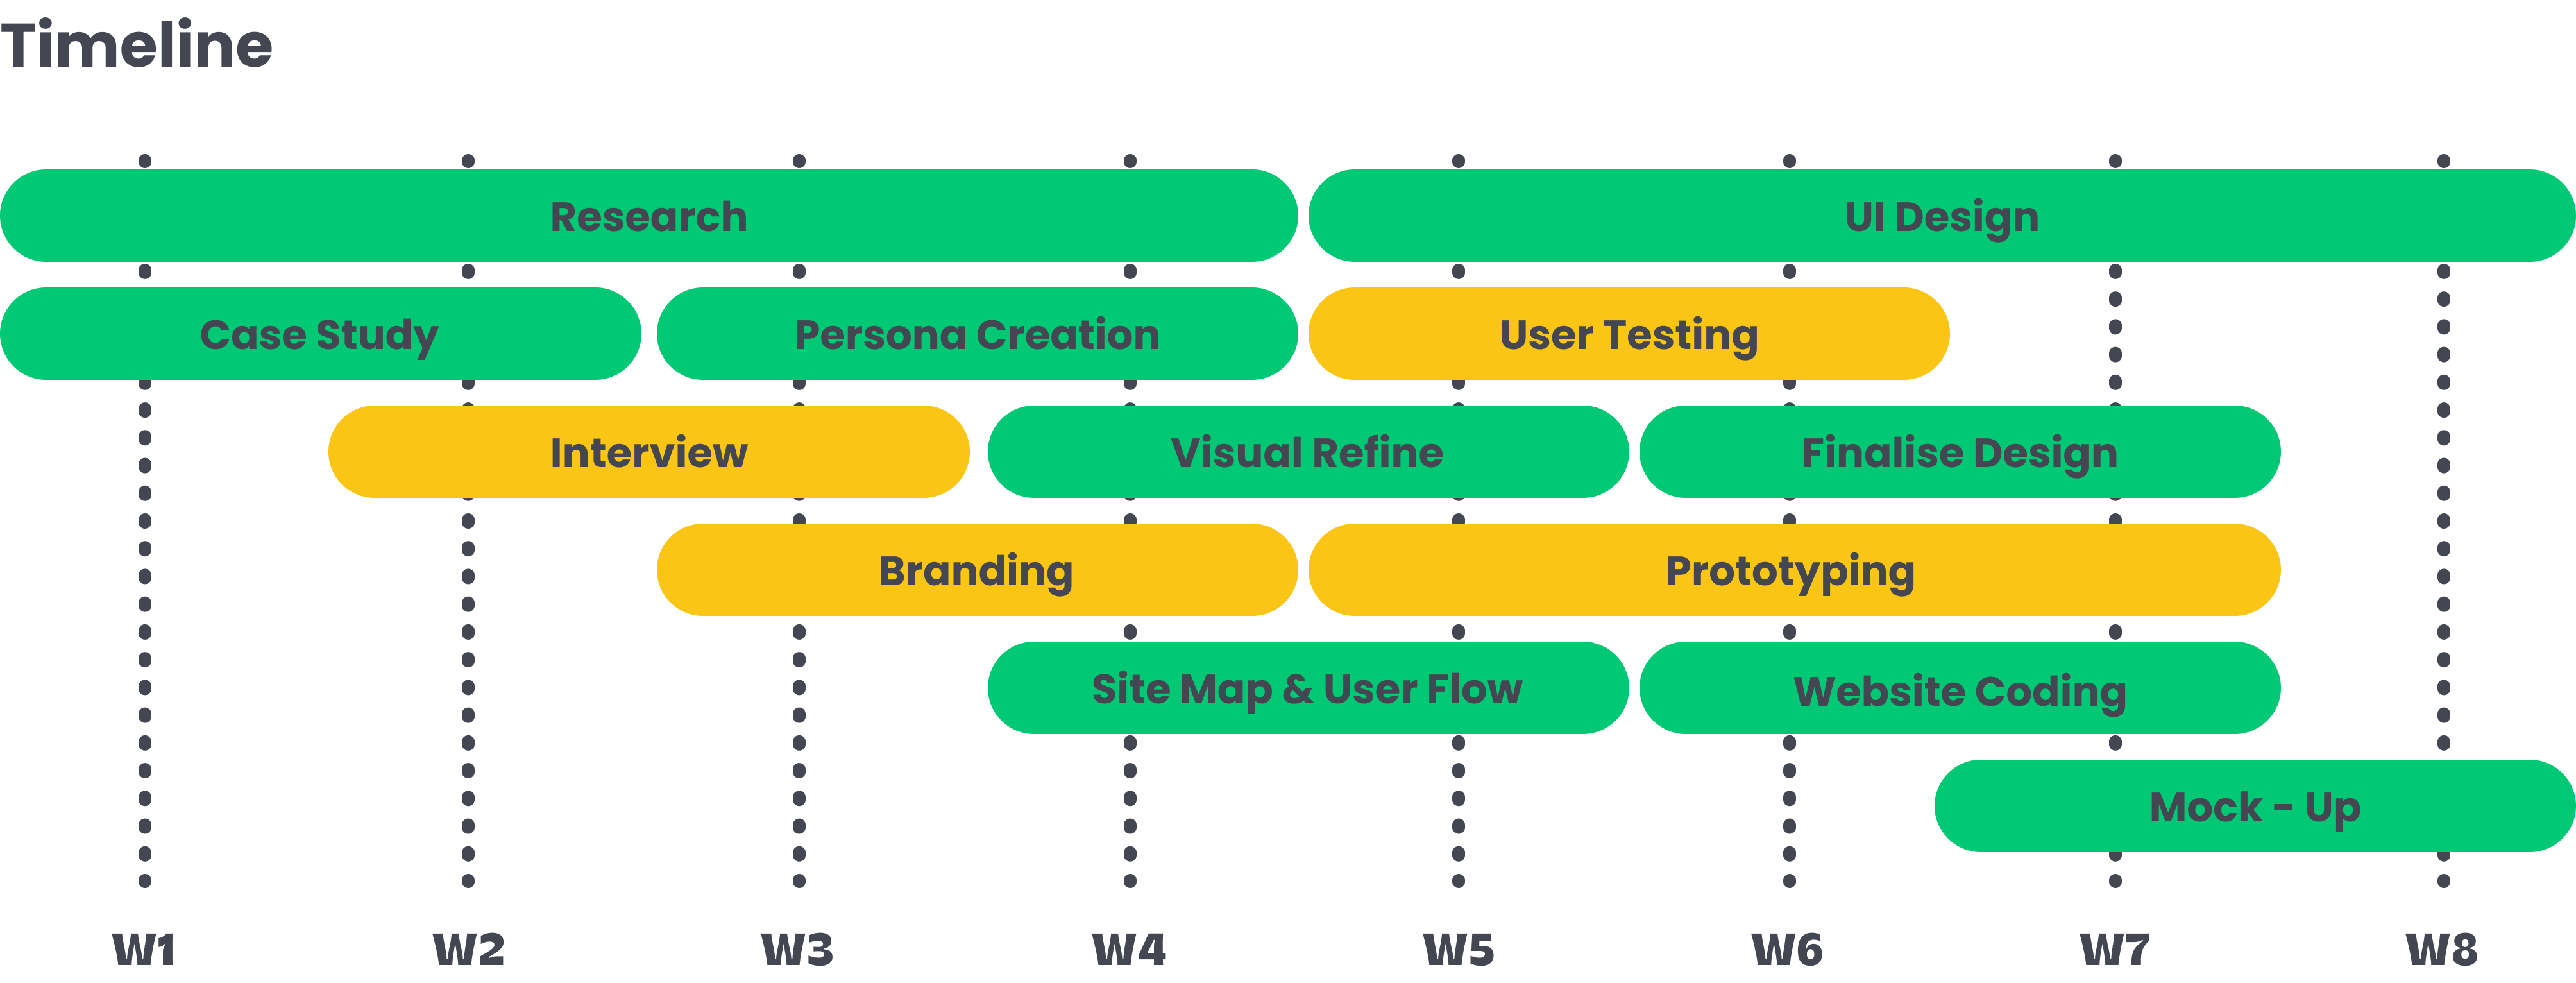 Timeline
Research
UI Design
Case Study
Persona Creation
User Testing
Interview
Visual Refine
Finalise Design
Branding
Prototyping
Site Map & User Flow
Website Coding
Mock - Up
W1
W2
W3
W4
W5
W6
W7
W8